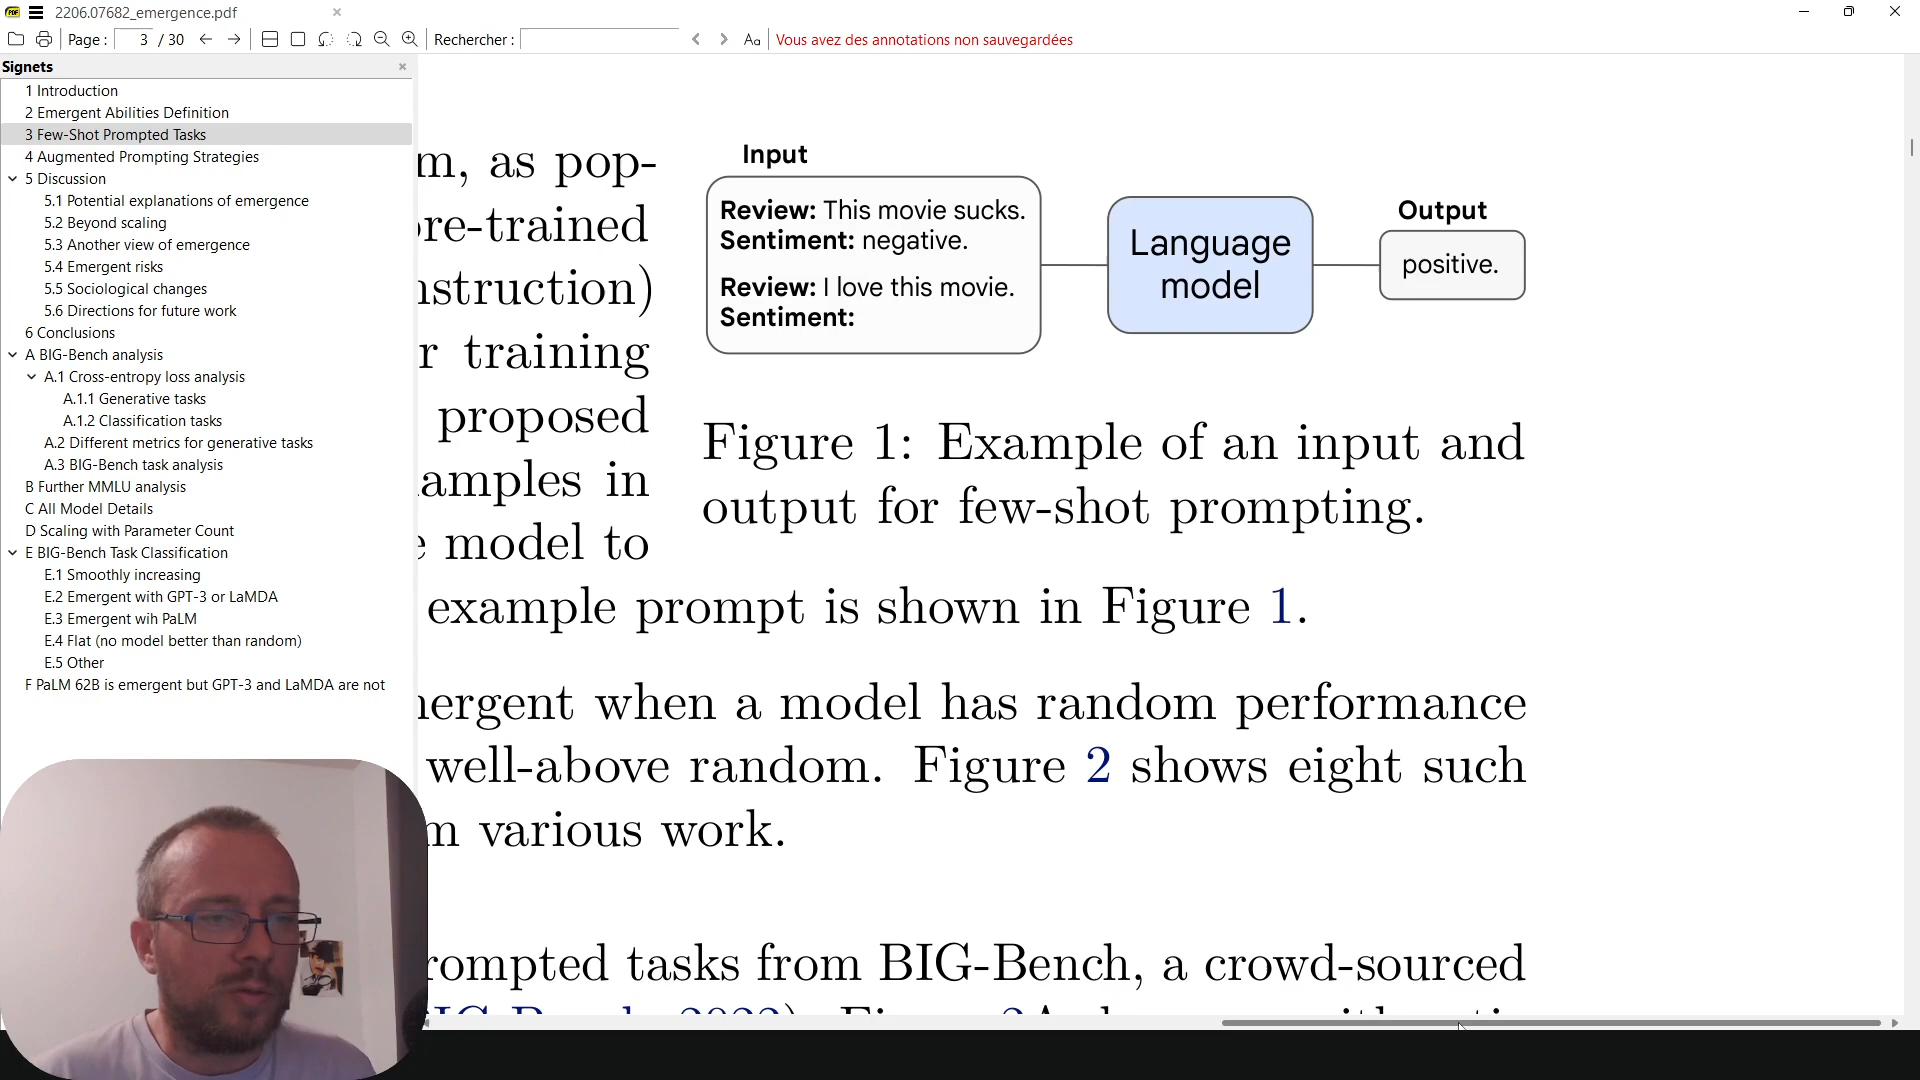 2206.07682_emergence.pdf
Page : 3 / 30 Rechercher : Aa Vous avez des annotations non sauvegardées
Signets
1 Introduction
2 Emergent Abilities Definition
3 Few-Shot Prompted Tasks
4 Augmented Prompting Strategies
5 Discussion
5.1 Potential explanations of emergence
5.2 Beyond scaling
5.3 Another view of emergence
5.4 Emergent risks
5.5 Sociological changes
5.6 Directions for future work
6 Conclusions
A BIG-Bench analysis
A.1 Cross-entropy loss analysis
A.1.1 Generative tasks
A.1.2 Classification tasks
A.2 Different metrics for generative tasks
A.3 BIG-Bench task analysis
B Further MMLU analysis
C All Model Details
D Scaling with Parameter Count
E BIG-Bench Task Classification
E.1 Smoothly increasing
E.2 Emergent with GPT-3 or LaMDA
E.3 Emergent wih PaLM
E.4 Flat (no model better than random)
E.5 Other
F PaLM 62B is emergent but GPT-3 and LaMDA are not
m, as pop-
re-trained
struction)
r training
proposed
amples in
model to
Input
Review: This movie sucks.
Sentiment: negative.
Review: I love this movie.
Sentiment:
Language
model
Output
positive.
Figure 1: Example of an input and
output for few-shot prompting.
example prompt is shown in Figure 1.
mergent when a model has random performance
well-above random. Figure 2 shows eight such
m various work.
rompted tasks from BIG-Bench, a crowd-sourced